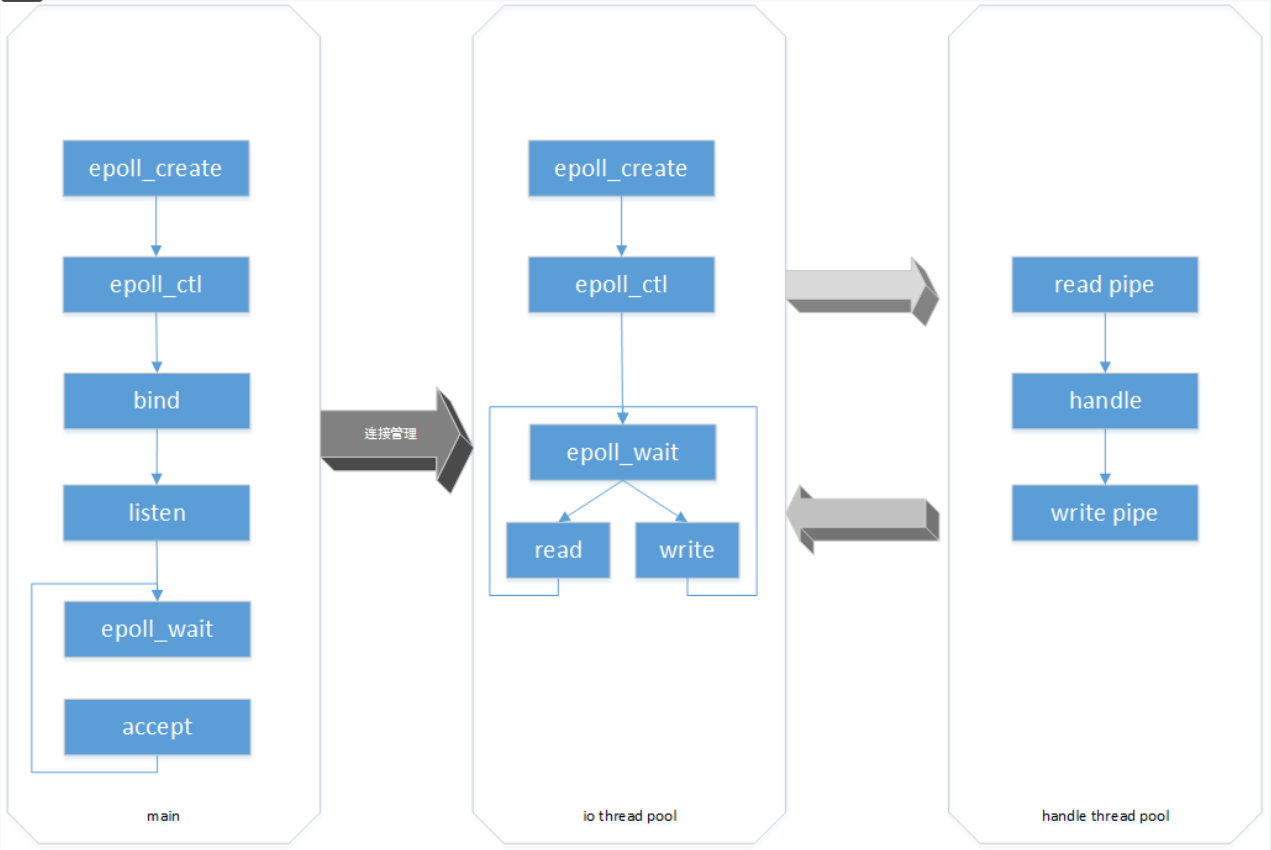 epoll_create
epoll_ctl
bind
listen
epoll_wait
accept
main
连接管理
epoll_create
epoll_ctl
epoll_wait
read
write
io thread pool
read pipe
handle
write pipe
handle thread pool